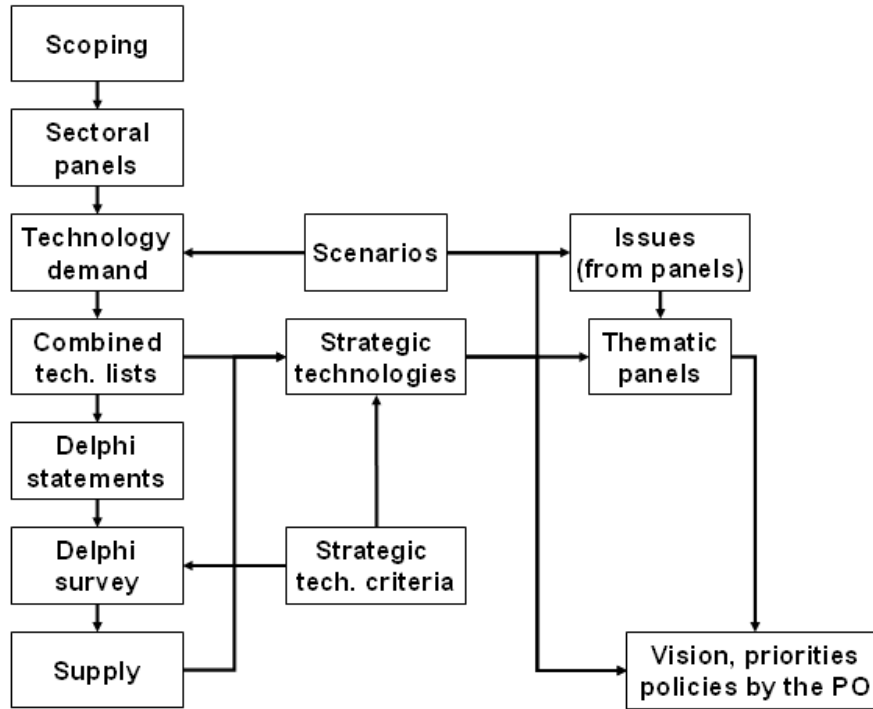 Scoping
Sectoral
panels
Technology
demand
Scenarios
Issues
(from panels)
Combined
tech. lists
Strategic
technologies
Thematic
panels
Delphi
statements
Delphi
survey
Strategic
tech. criteria
Supply
Vision, priorities
policies by the PO